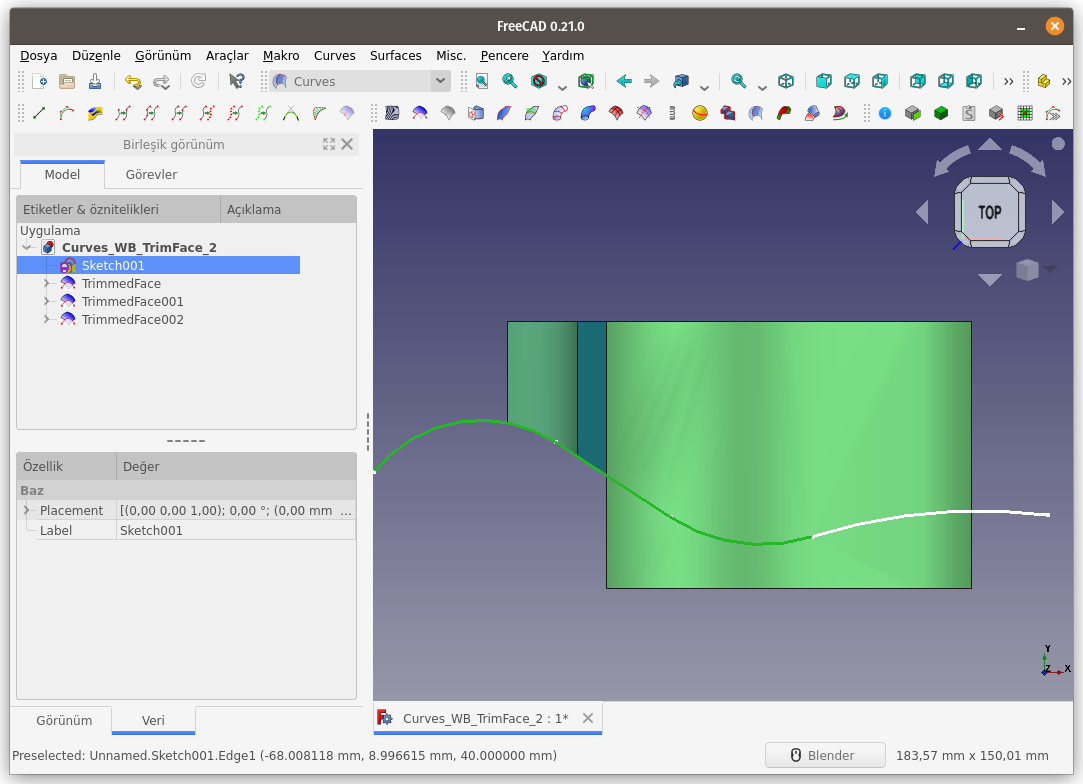 FreeCAD 0.21.0
Dosya Düzenle Görünüm Araçlar Makro Curves Surfaces Misc. Pencere Yardım
Curves
Birleşik görünüm
Model Görevler
Etiketler & öznitelikleri Açıklama
Uygulama
Curves_WB_TrimFace_2
Sketch001
TrimmedFace
TrimmedFace001
TrimmedFace002
TOP
Özellik Değer
Baz
Placement [(0,00 0,00 1,00); 0,00 °; (0,00 mm ...
Label Sketch001
Y
Z X
Görünüm Veri
Curves_WB_TrimFace_2 : 1*
Preselected: Unnamed.Sketch001.Edge1 (-68.008118 mm, 8.996615 mm, 40.000000 mm) Blender 183,57 mm x 150,01 mm